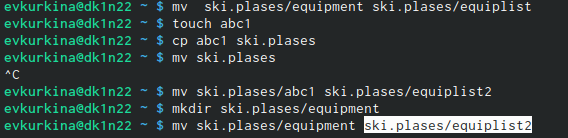 evkurkina@dk1n22 ~ $ mv  ski.plases/equipment ski.plases/equiplist
evkurkina@dk1n22 ~ $ touch abc1
evkurkina@dk1n22 ~ $ cp abc1 ski.plases
evkurkina@dk1n22 ~ $ mv ski.plases
^C
evkurkina@dk1n22 ~ $ mv ski.plases/abc1 ski.plases/equiplist2
evkurkina@dk1n22 ~ $ mkdir ski.plases/equipment
evkurkina@dk1n22 ~ $ mv ski.plases/equipment ski.plases/equiplist2